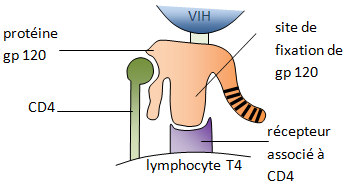 VIH
protéine
gp 120
site de
fixation de
gp 120
CD4
récepteur
associé à
CD4
lymphocyte T4